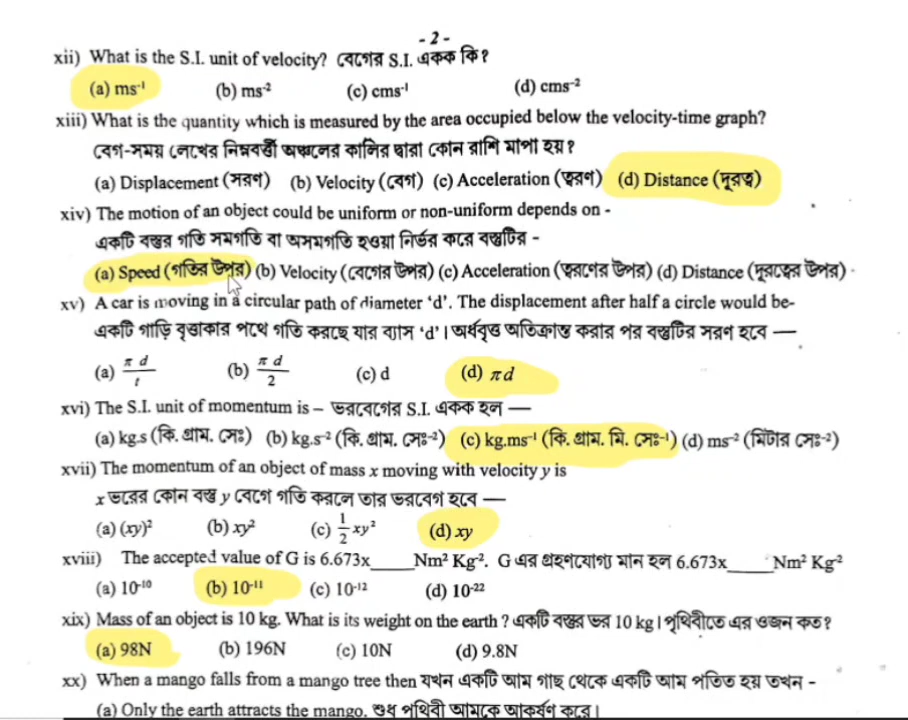 - 2 -
xii) What is the S.I. unit of velocity? বেগের S.I. একক কি?
(a) ms⁻¹ (b) ms⁻² (c) cms⁻¹ (d) cms⁻²
xiii) What is the quantity which is measured by the area occupied below the velocity-time graph?
বেগ-সময় লেখের নিম্নবর্ত্তী অঞ্চলের কালির দ্বারা কোন রাশি মাপা হয়?
(a) Displacement (সরণ) (b) Velocity (বেগ) (c) Acceleration (ত্বরণ) (d) Distance (দূরত্ব)
xiv) The motion of an object could be uniform or non-uniform depends on -
একটি বস্তুর গতি সমগতি বা অসমগতি হওয়া নির্ভর করে বস্তুটির -
(a) Speed (গতির উপর) (b) Velocity (বেগের উপর) (c) Acceleration (ত্বরণের উপর) (d) Distance (দূরত্বের উপর)
xv) A car is moving in a circular path of diameter ‘d’. The displacement after half a circle would be-
একটি গাড়ি বৃত্তাকার পথে গতি করছে যার ব্যাস ‘d’। অর্ধবৃত্ত অতিক্রান্ত করার পর বস্তুটির সরণ হবে —
(a) π d / t (b) π d / 2 (c) d (d) πd
xvi) The S.I. unit of momentum is – ভরবেগের S.I. একক হল —
(a) kg.s (কি. গ্রাম. সেঃ) (b) kg.s⁻² (কি. গ্রাম. সেঃ⁻²) (c) kg.ms⁻¹ (কি. গ্রাম. মি. সেঃ⁻¹) (d) ms⁻² (মিটার সেঃ⁻²)
xvii) The momentum of an object of mass x moving with velocity y is
x ভরের কোন বস্তু y বেগে গতি করলে তার ভরবেগ হবে —
(a) (xy)² (b) xy² (c) 1/2 xy² (d) xy
xviii) The accepted value of G is 6.673x_____Nm² Kg⁻². G এর গ্রহণযোগ্য মান হল 6.673x_____Nm² Kg⁻²
(a) 10⁻¹⁰ (b) 10⁻¹¹ (c) 10⁻¹² (d) 10⁻²²
xix) Mass of an object is 10 kg. What is its weight on the earth ? একটি বস্তুর ভর 10 kg। পৃথিবীতে এর ওজন কত?
(a) 98N (b) 196N (c) 10N (d) 9.8N
xx) When a mango falls from a mango tree then যখন একটি আম গাছ থেকে একটি আম পতিত হয় তখন -
(a) Only the earth attracts the mango. শুধু পৃথিবী আমকে আকর্ষণ করে।